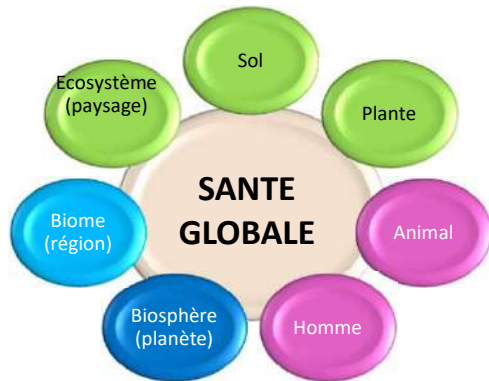 Sol
Plante
Animal
Homme
Biosphère
(planète)
Biome
(région)
Ecosystème
(paysage)
SANTE
GLOBALE